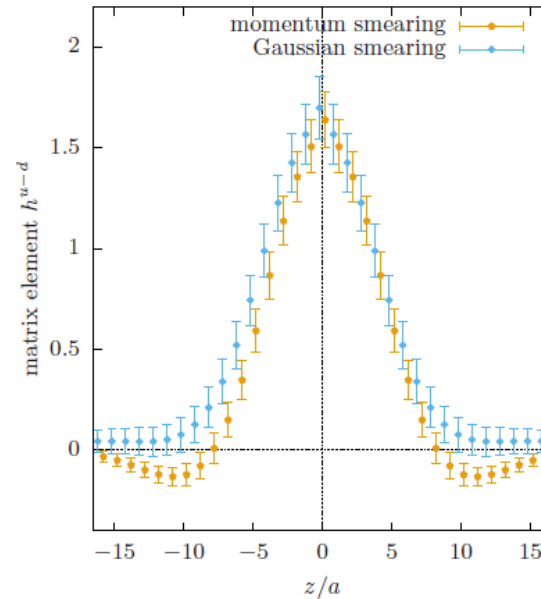 momentum smearing
Gaussian smearing
2
1.5
1
0.5
0
matrix element h^{u−d}
−15 −10 −5 0 5 10 15
z/a